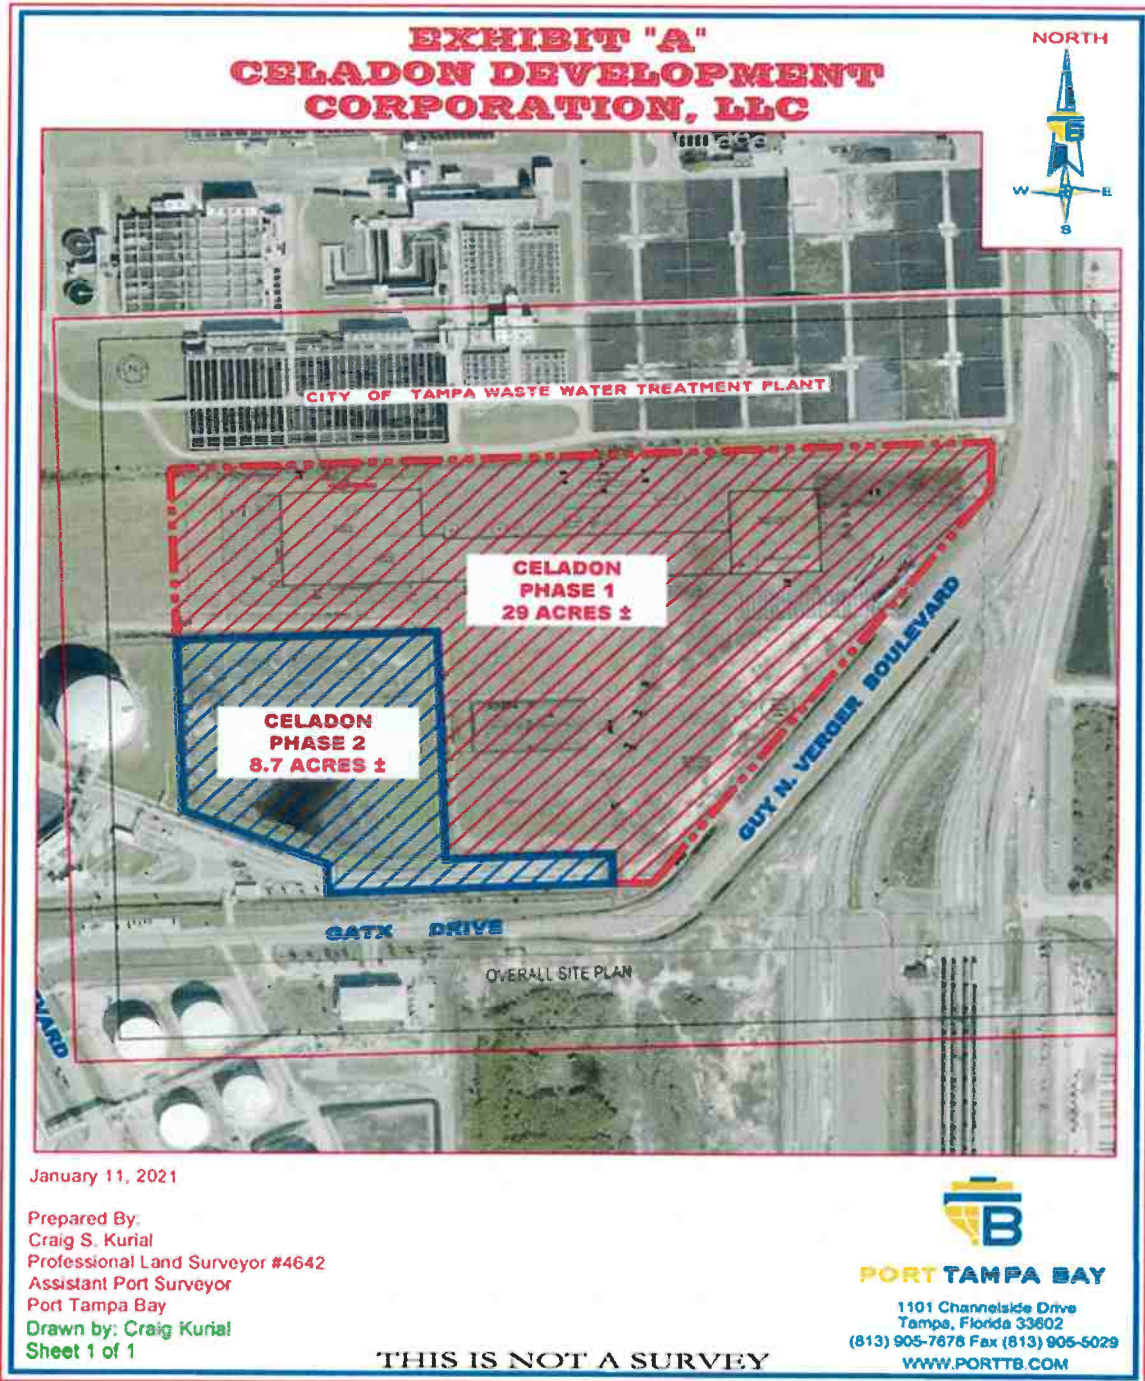 EXHIBIT "A"
CELADON DEVELOPMENT
CORPORATION, LLC
NORTH
W
E
S
CITY OF TAMPA WASTE WATER TREATMENT PLANT
CELADON
PHASE 1
29 ACRES ±
CELADON
PHASE 2
8.7 ACRES ±
GUY N. VERGER BOULEVARD
GATX DRIVE
OVERALL SITE PLAN
VARD
January 11, 2021
Prepared By:
Craig S. Kurial
Professional Land Surveyor #4642
Assistant Port Surveyor
Port Tampa Bay
Drawn by: Craig Kurial
Sheet 1 of 1
THIS IS NOT A SURVEY
B
PORT TAMPA BAY
1101 Channelside Drive
Tampa, Florida 33602
(813) 905-7678 Fax (813) 905-5029
WWW.PORTTB.COM